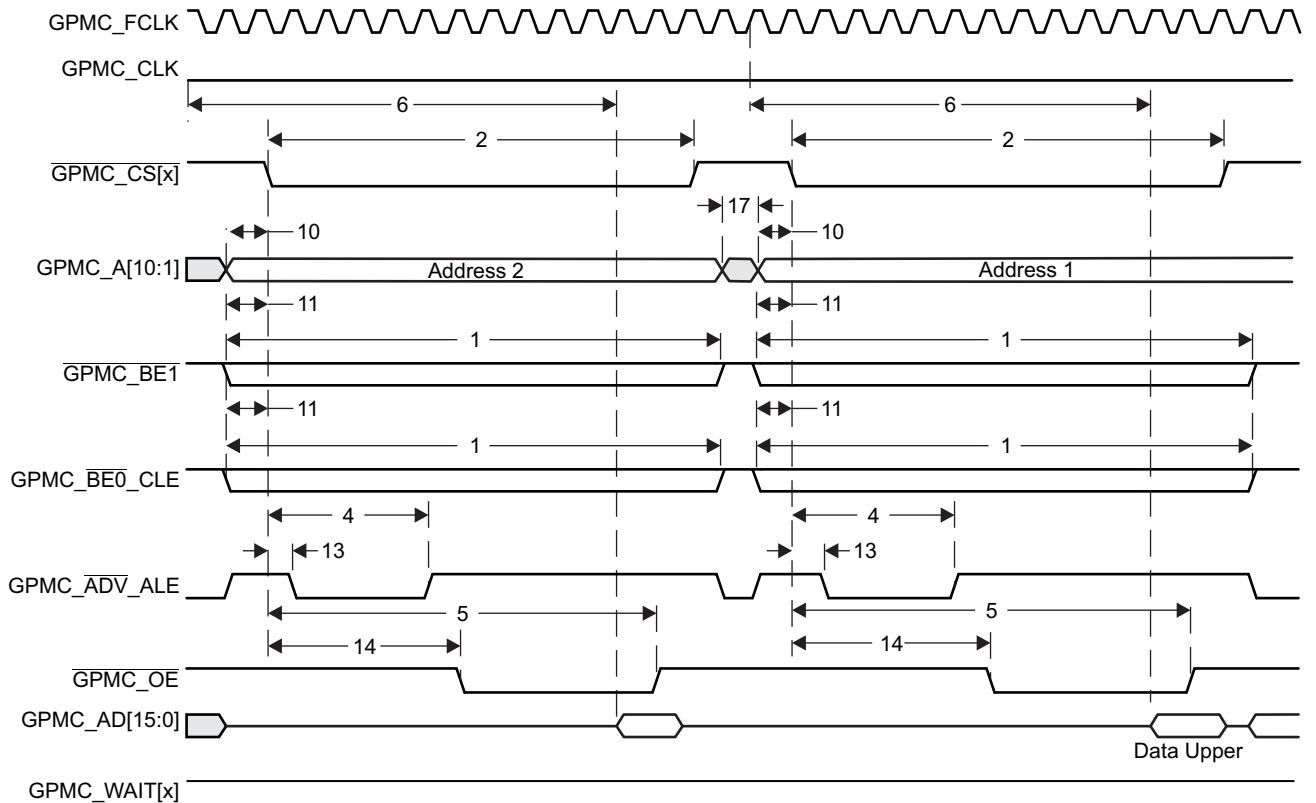 GPMC_FCLK
GPMC_CLK
6 6
2 2
GPMC_CS[x]
17
10 10
GPMC_A[10:1] Address 2 Address 1
11 11
1 1
GPMC_BE1
11 11
1 1
GPMC_BE0_CLE
4 4
13 13
GPMC_ADV_ALE
5 5
14 14
GPMC_OE
GPMC_AD[15:0]
Data Upper
GPMC_WAIT[x]